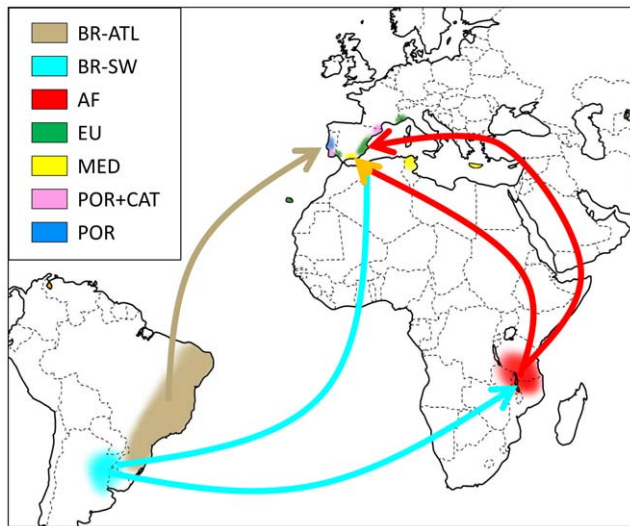 BR-ATL
BR-SW
AF
EU
MED
POR+CAT
POR